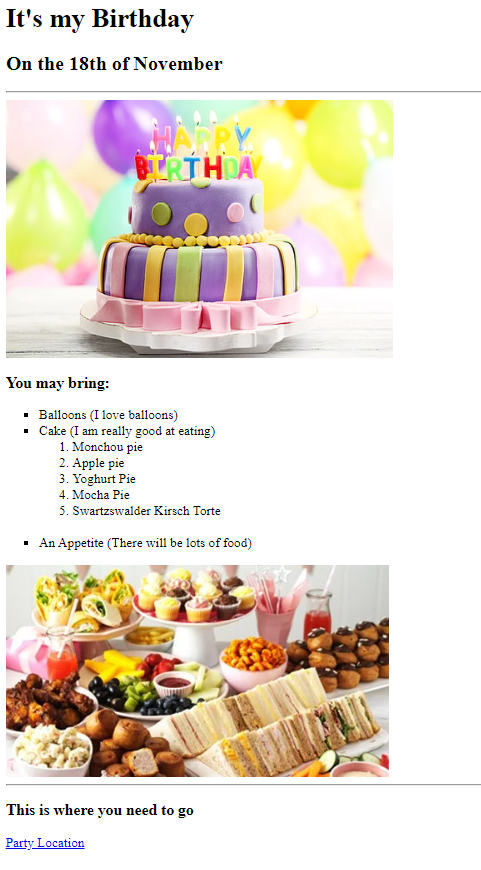 It's my Birthday
On the 18th of November
HAPPY
BIRTHDAY
You may bring:
Balloons (I love balloons)
Cake (I am really good at eating)
1. Monchou pie
2. Apple pie
3. Yoghurt Pie
4. Mocha Pie
5. Swartzswalder Kirsch Torte
An Appetite (There will be lots of food)
This is where you need to go
Party Location